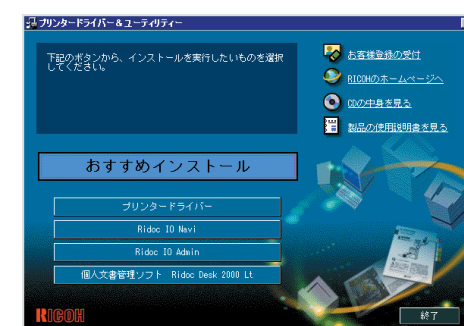 プリンタードライバー＆ユーティリティー
下記のボタンから、インストールを実行したいものを選択
してください。
お客様登録の受付
RICOHのホームページへ
CDの中身を見る
製品の使用説明書を見る
おすすめインストール
プリンタードライバー
Ridoc IO Navi
Ridoc IO Admin
個人文書管理ソフト Ridoc Desk 2000 Lt
RICOH
終了